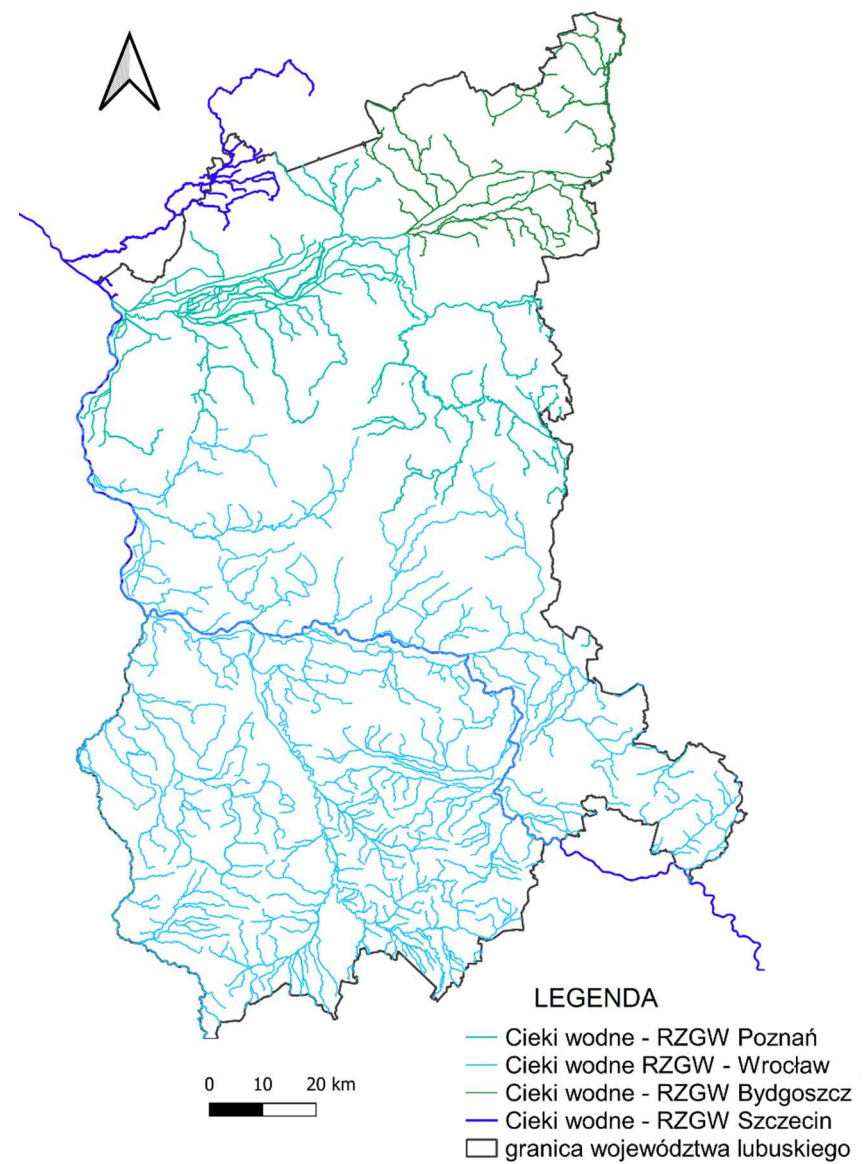 LEGENDA
Cieki wodne - RZGW Poznań
Cieki wodne RZGW - Wrocław
Cieki wodne - RZGW Bydgoszcz
Cieki wodne - RZGW Szczecin
granica województwa lubuskiego
0 10 20 km